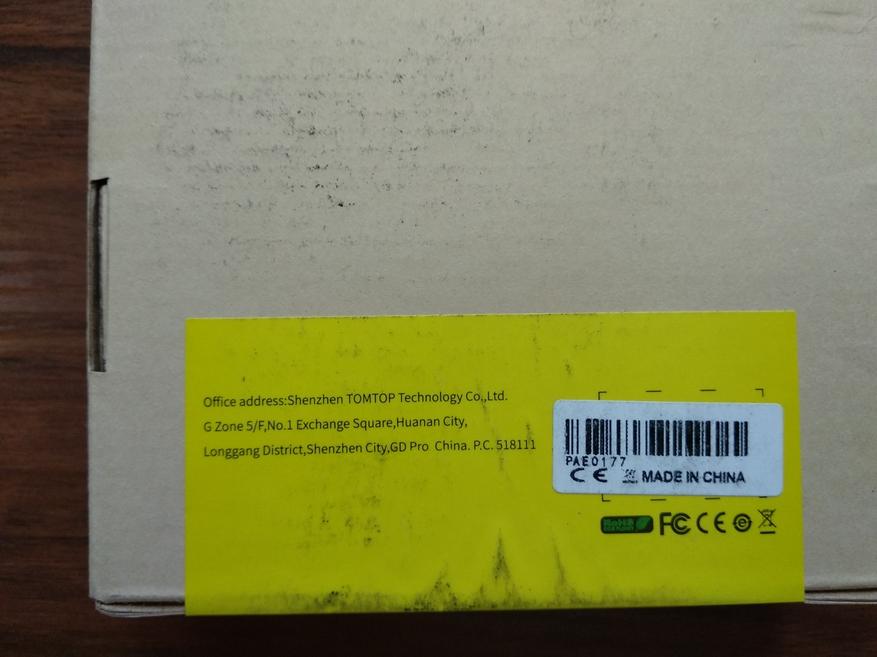 Office address:Shenzhen TOMTOP Technology Co.,Ltd.
G Zone 5/F,No.1 Exchange Square,Huanan City,
Longgang District,Shenzhen City,GD Pro China. P.C. 518111
PAE0177
CE MADE IN CHINA
RoHS
FC CE